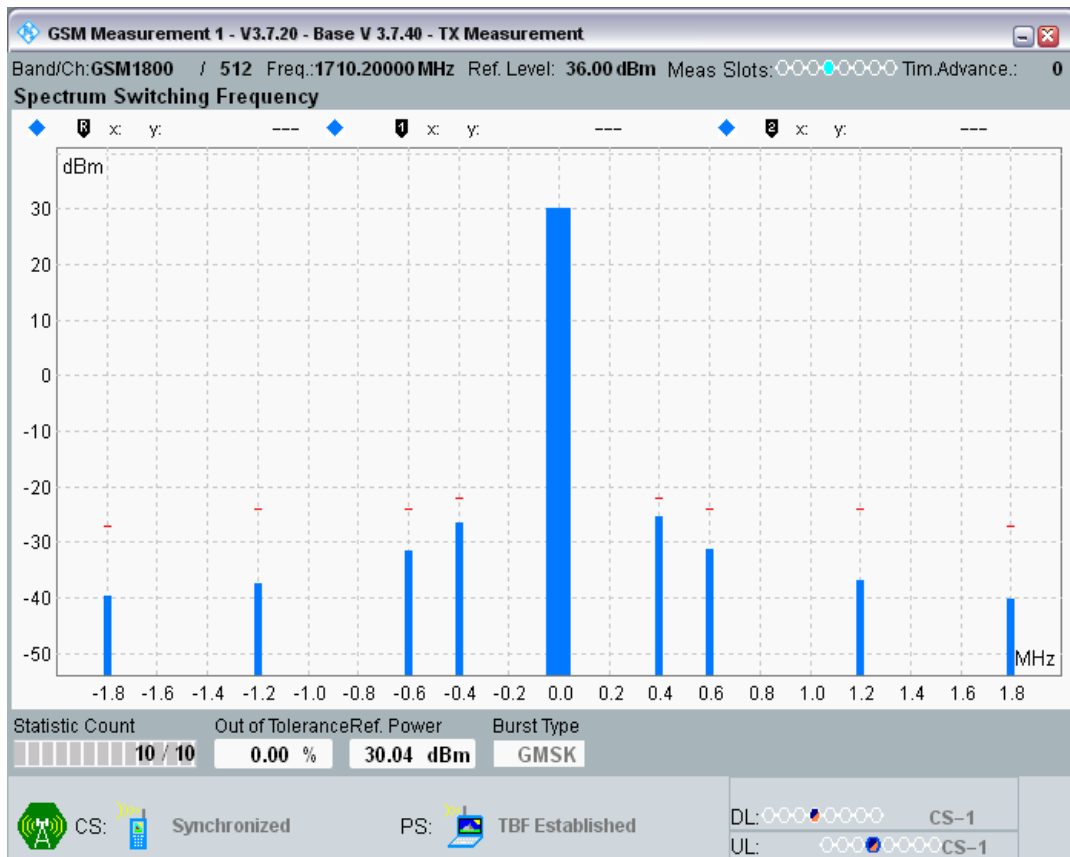 GSM Measurement 1 - V3.7.20 - Base V 3.7.40 - TX Measurement
Band/Ch:GSM1800 / 512 Freq.:1710.20000 MHz Ref. Level: 36.00 dBm Meas Slots: Tim.Advance.: 0
Spectrum Switching Frequency
R x: y: --- 1 x: y: --- 2 x: y: ---
dBm
30
20
10
0
-10
-20
-30
-40
-50
MHz
-1.8 -1.6 -1.4 -1.2 -1.0 -0.8 -0.6 -0.4 -0.2 0.0 0.2 0.4 0.6 0.8 1.0 1.2 1.4 1.6 1.8
Statistic Count Out of Tolerance Ref. Power Burst Type
10 / 10 0.00 % 30.04 dBm GMSK
CS: Synchronized PS: TBF Established
DL: CS-1
UL: CS-1